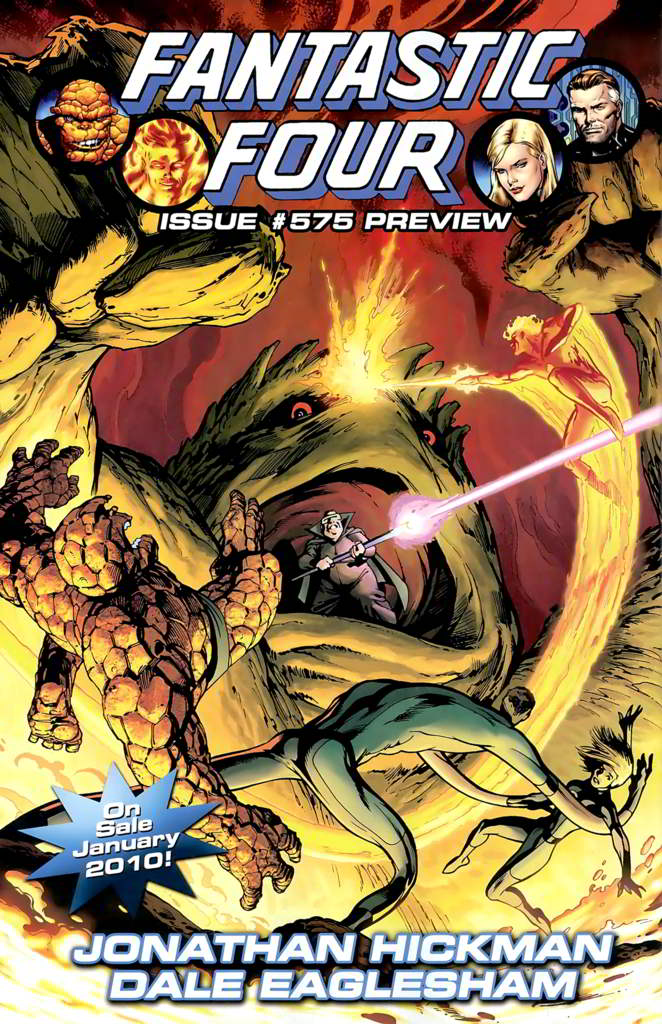 FANTASTIC
FOUR
ISSUE #575 PREVIEW
On
Sale
January
2010!
JONATHAN HICKMAN
DALE EAGLESHAM